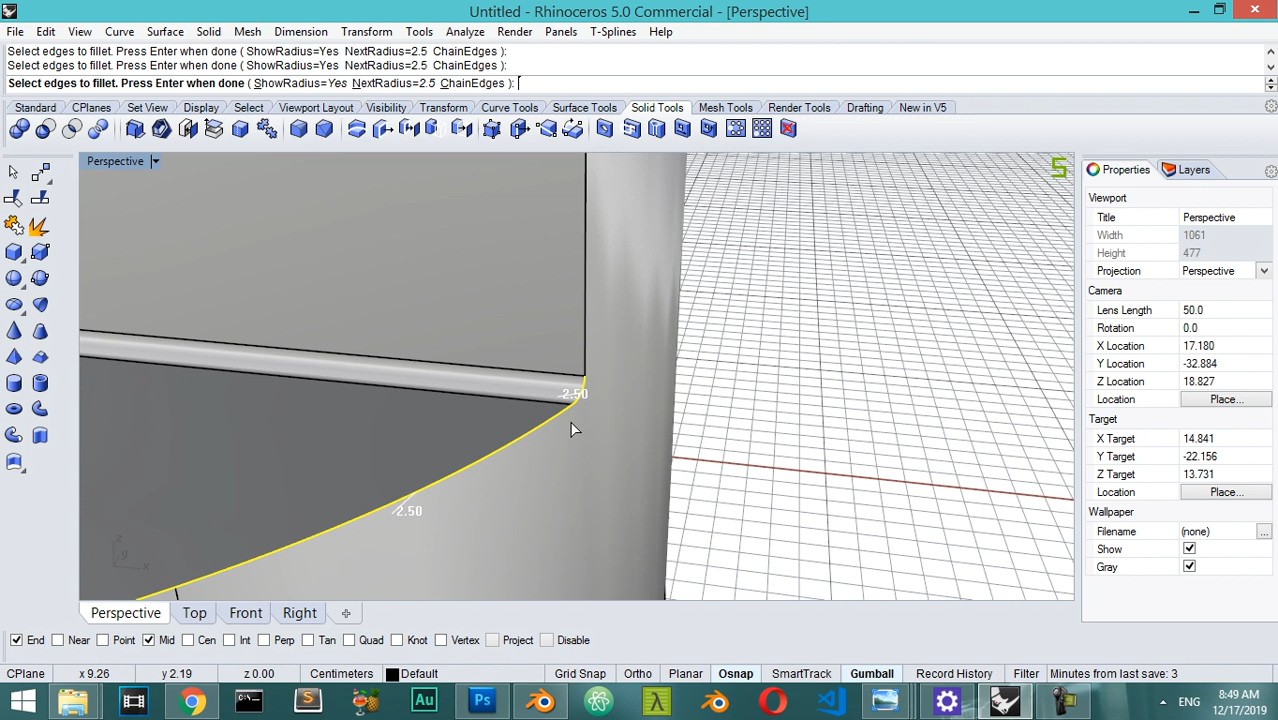 Untitled - Rhinoceros 5.0 Commercial - [Perspective]
File Edit View Curve Surface Solid Mesh Dimension Transform Tools Analyze Render Panels T-Splines Help
Select edges to fillet. Press Enter when done ( ShowRadius=Yes NextRadius=2.5 ChainEdges ):
Select edges to fillet. Press Enter when done ( ShowRadius=Yes NextRadius=2.5 ChainEdges ):
Select edges to fillet. Press Enter when done ( ShowRadius=Yes NextRadius=2.5 ChainEdges ):
Standard CPlanes Set View Display Select Viewport Layout Visibility Transform Curve Tools Surface Tools Solid Tools Mesh Tools Render Tools Drafting New in V5
Perspective
S
Properties Layers
Viewport
Title Perspective
Width 1061
Height 477
Projection Perspective
Camera
Lens Length 50.0
Rotation 0.0
X Location 17.180
Y Location -32.884
Z Location 18.827
Location Place...
Target
X Target 14.841
Y Target -22.156
Z Target 13.731
Location Place...
Wallpaper
Filename (none) ...
Show
Gray
2.50
2.50
z
y
x
Perspective Top Front Right
End Near Point Mid Cen Int Perp Tan Quad Knot Vertex Project Disable
CPlane x 9.26 y 2.19 z 0.00 Centimeters Default Grid Snap Ortho Planar Osnap SmartTrack Gumball Record History Filter Minutes from last save: 3
Au Ps ENG 8:49 AM
12/17/2019